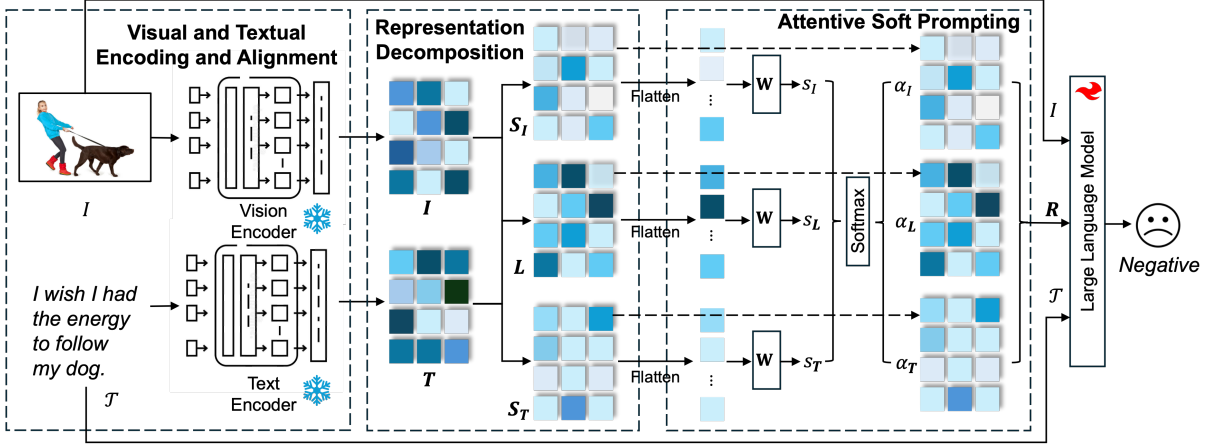 Visual and Textual
Encoding and Alignment
I
Vision
Encoder
I wish I had
the energy
to follow
my dog.
𝒯
Text
Encoder
Representation
Decomposition
I
T
S_I
L
S_T
Attentive Soft Prompting
Flatten
⋮
W
s_I
Flatten
⋮
W
s_L
Flatten
⋮
W
s_T
Softmax
α_I
α_L
α_T
I
R
𝒯
Large Language Model
Negative